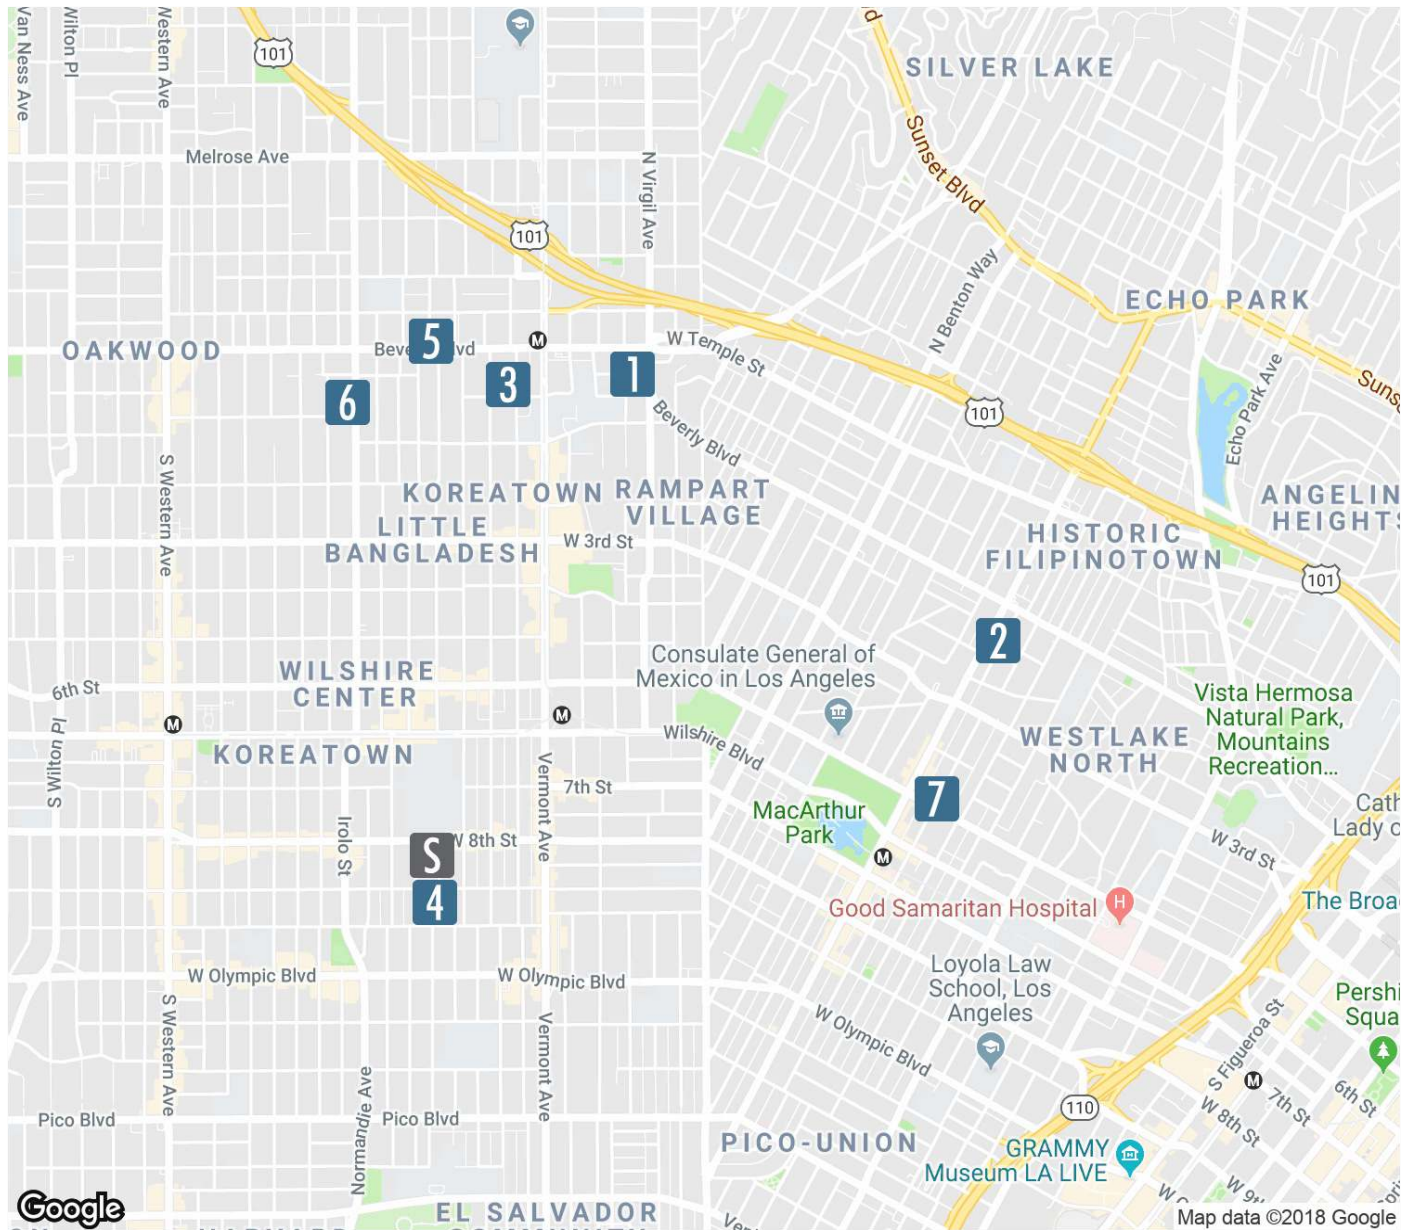 Van Ness Ave
Wilton Pl
Western Ave
101
SILVER LAKE
Sunset Blvd
Melrose Ave
N Virgil Ave
101
N Benton Way
ECHO PARK
OAKWOOD
5
W Temple St
3
1
6
Echo Park Ave
101
Beverly Blvd
S Western Ave
KOREATOWN
RAMPART
VILLAGE
LITTLE
BANGLADESH
W 3rd St
HISTORIC
FILIPINOTOWN
101
2
Consulate General of
Mexico in Los Angeles
WILSHIRE
CENTER
6th St
M
M
S Wilton Pl
KOREATOWN
Wilshire Blvd
WESTLAKE
NORTH
Vista Hermosa
Natural Park,
Mountains
Recreation...
Vermont Ave
7th St
7
MacArthur
Park
M
Irolo St
S
W 8th St
4
W 3rd St
Lady o
Good Samaritan Hospital
H
The Broa
W Olympic Blvd
W Olympic Blvd
Loyola Law
School, Los
Angeles
Pershi
Squa
S Western Ave
Vermont Ave
W Olympic Blvd
S Figueroa St
M
7th St
6th St
Normandie Ave
Pico Blvd
Pico Blvd
110
W 8th St
PICO-UNION
GRAMMY
Museum LA LIVE
W 9th
Google
EL SALVADOR
Map data ©2018 Google